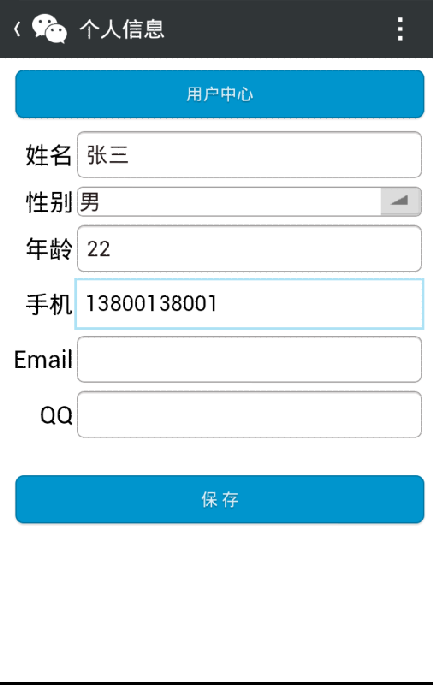 个人信息
用户中心
姓名 张三
性别 男
年龄 22
手机 13800138001
Email
QQ
保存